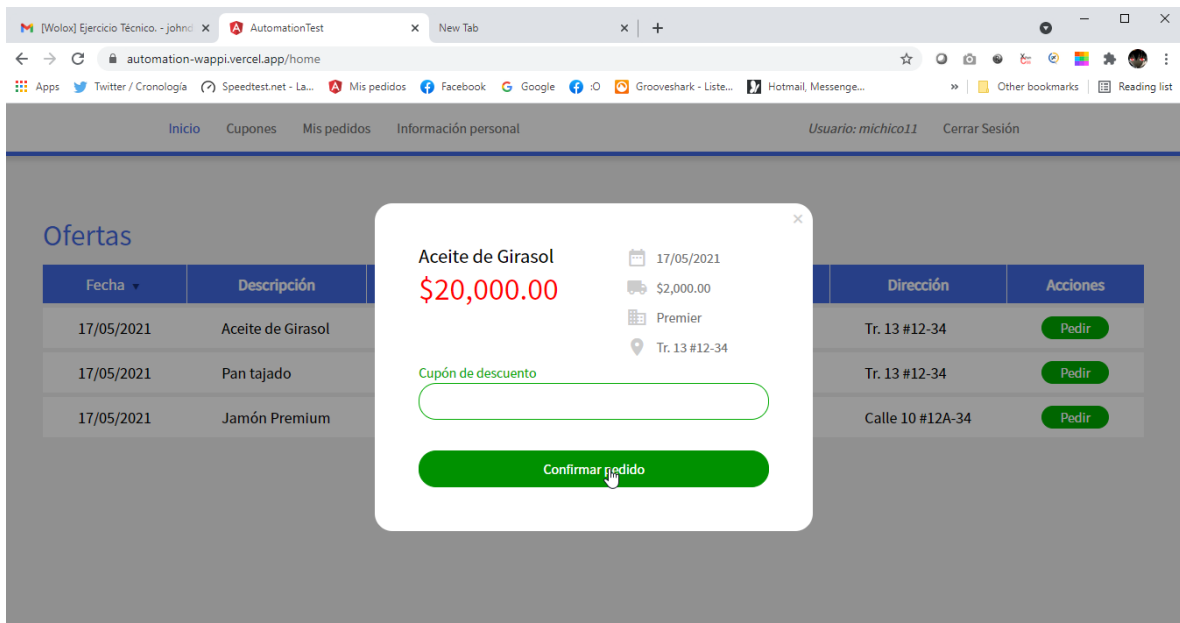 [Wolox] Ejercicio Técnico. - johnd
AutomationTest
New Tab
automation-wappi.vercel.app/home
Apps Twitter / Cronología Speedtest.net - La... Mis pedidos Facebook Google :O Grooveshark - Liste... Hotmail, Messenge... » Other bookmarks Reading list
Inicio Cupones Mis pedidos Información personal Usuario: michico11 Cerrar Sesión
Ofertas
Fecha Descripción Dirección Acciones
17/05/2021 Aceite de Girasol Tr. 13 #12-34 Pedir
17/05/2021 Pan tajado Tr. 13 #12-34 Pedir
17/05/2021 Jamón Premium Calle 10 #12A-34 Pedir
Aceite de Girasol
$20,000.00
17/05/2021
$2,000.00
Premier
Tr. 13 #12-34
Cupón de descuento
Confirmar pedido